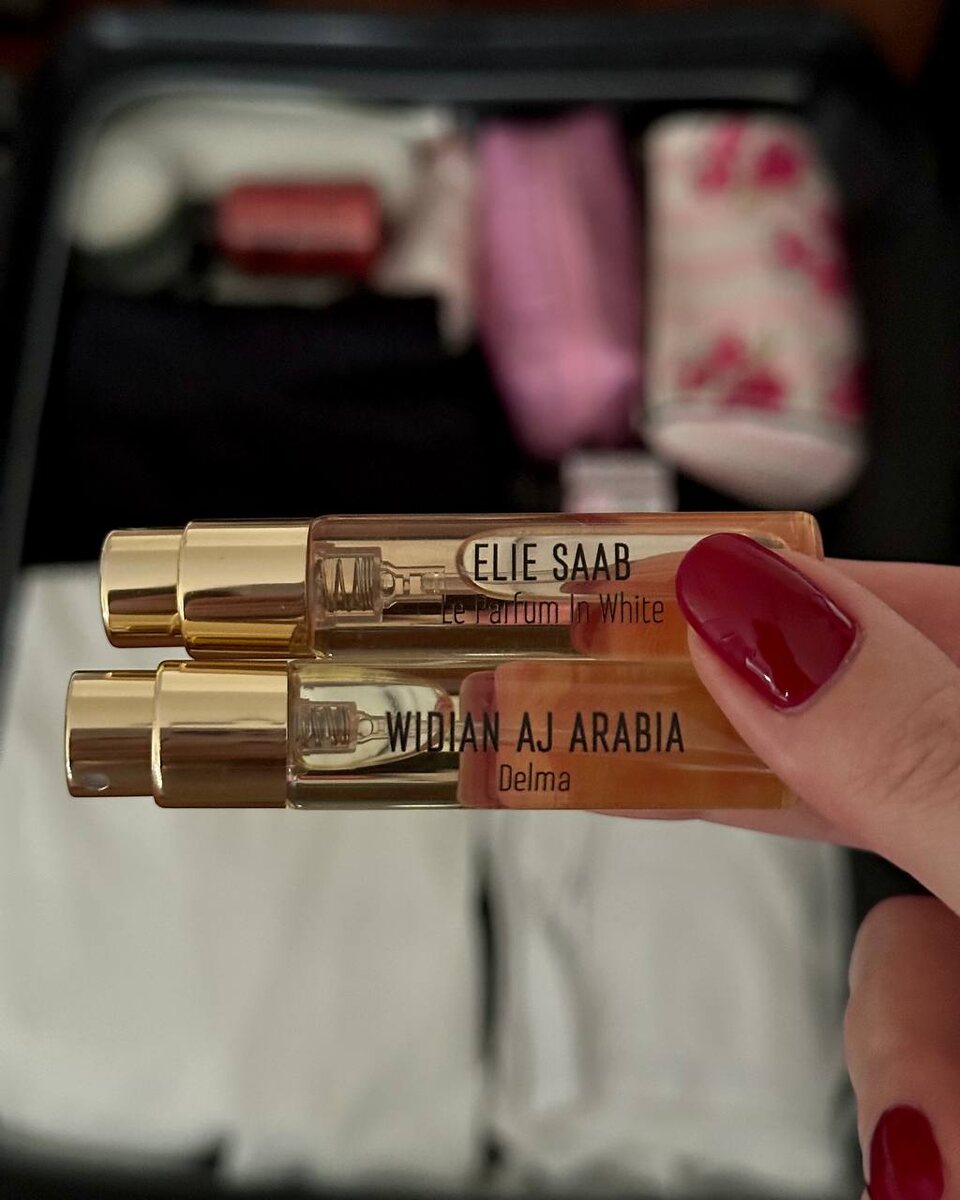 ELIE SAAB
Le Parfum In White
WIDIAN AJ ARABIA
Delma